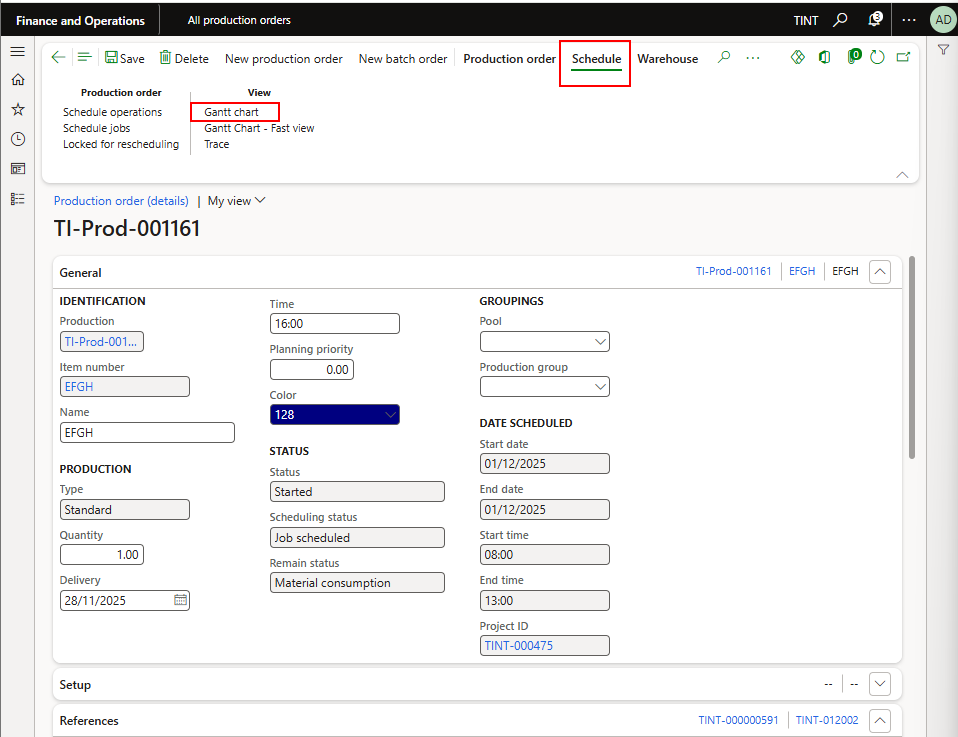 Finance and Operations
All production orders
TINT
3
AD
Save
Delete
New production order
New batch order
Production order
Schedule
Warehouse
0
Production order
Schedule operations
Schedule jobs
Locked for rescheduling
View
Gantt chart
Gantt Chart - Fast view
Trace
Production order (details) | My view
TI-Prod-001161
General
TI-Prod-001161
EFGH
EFGH
IDENTIFICATION
Production
TI-Prod-001...
Item number
EFGH
Name
EFGH
PRODUCTION
Type
Standard
Quantity
1.00
Delivery
28/11/2025
Time
16:00
Planning priority
0.00
Color
128
STATUS
Status
Started
Scheduling status
Job scheduled
Remain status
Material consumption
GROUPINGS
Pool
Production group
DATE SCHEDULED
Start date
01/12/2025
End date
01/12/2025
Start time
08:00
End time
13:00
Project ID
TINT-000475
Setup
--
--
References
TINT-000000591
TINT-012002